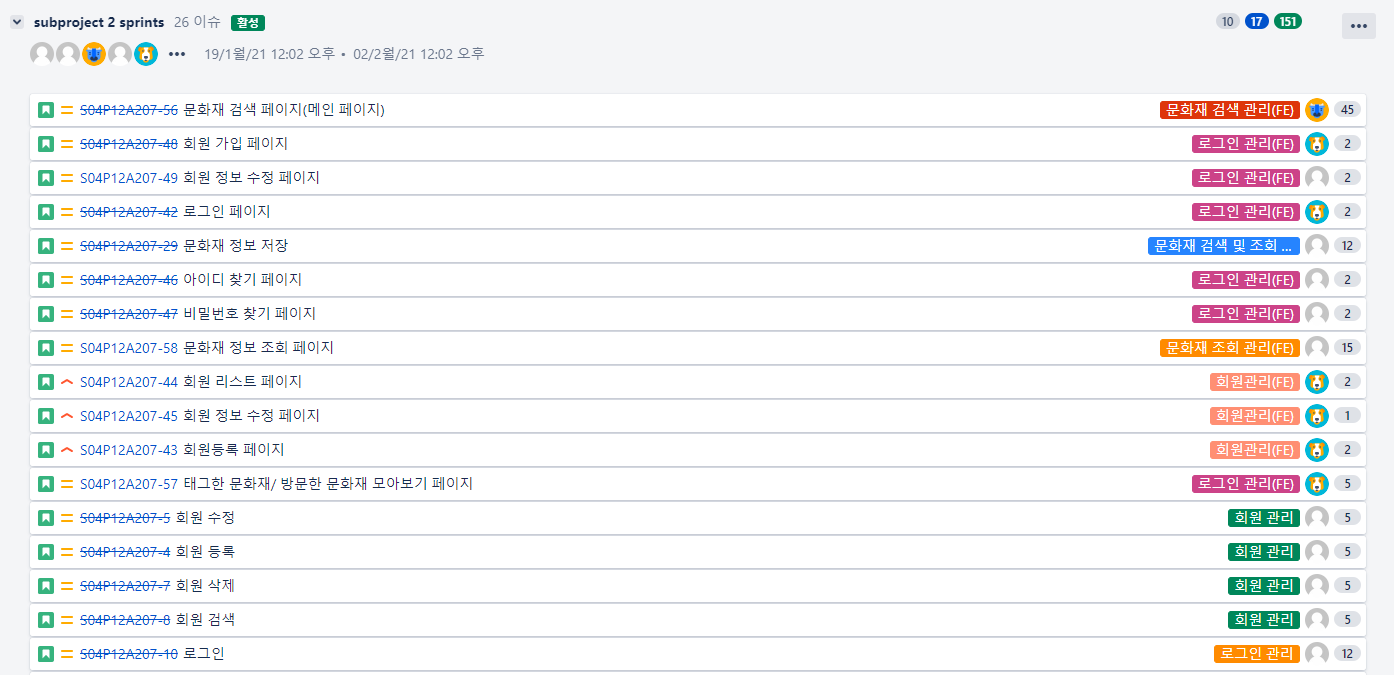 subproject 2 sprints 26 이슈 활성 10 17 151
19/1월/21 12:02 오후 • 02/2월/21 12:02 오후
S04P12A207-56 문화재 검색 페이지(메인 페이지) 문화재 검색 관리(FE) 45
S04P12A207-48 회원 가입 페이지 로그인 관리(FE) 2
S04P12A207-49 회원 정보 수정 페이지 로그인 관리(FE) 2
S04P12A207-42 로그인 페이지 로그인 관리(FE) 2
S04P12A207-29 문화재 정보 저장 문화재 검색 및 조회 ... 12
S04P12A207-46 아이디 찾기 페이지 로그인 관리(FE) 2
S04P12A207-47 비밀번호 찾기 페이지 로그인 관리(FE) 2
S04P12A207-58 문화재 정보 조회 페이지 문화재 조회 관리(FE) 15
S04P12A207-44 회원 리스트 페이지 회원관리(FE) 2
S04P12A207-45 회원 정보 수정 페이지 회원관리(FE) 1
S04P12A207-43 회원등록 페이지 회원관리(FE) 2
S04P12A207-57 태그한 문화재/ 방문한 문화재 모아보기 페이지 로그인 관리(FE) 5
S04P12A207-5 회원 수정 회원 관리 5
S04P12A207-4 회원 등록 회원 관리 5
S04P12A207-7 회원 삭제 회원 관리 5
S04P12A207-8 회원 검색 회원 관리 5
S04P12A207-10 로그인 로그인 관리 12